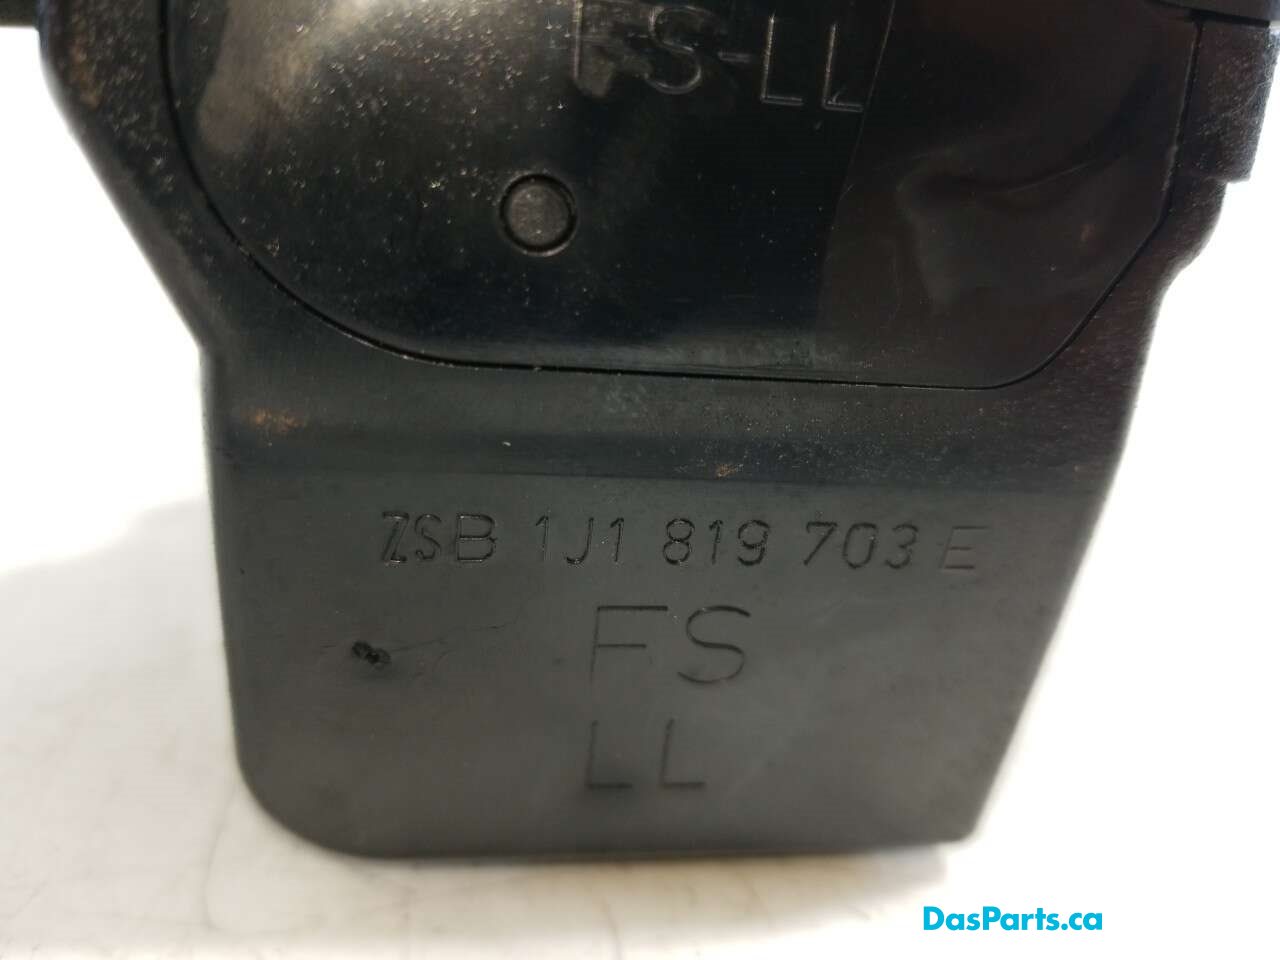 FS-LL
ZSB 1J1 819 703 E
FS
LL
DasParts.ca